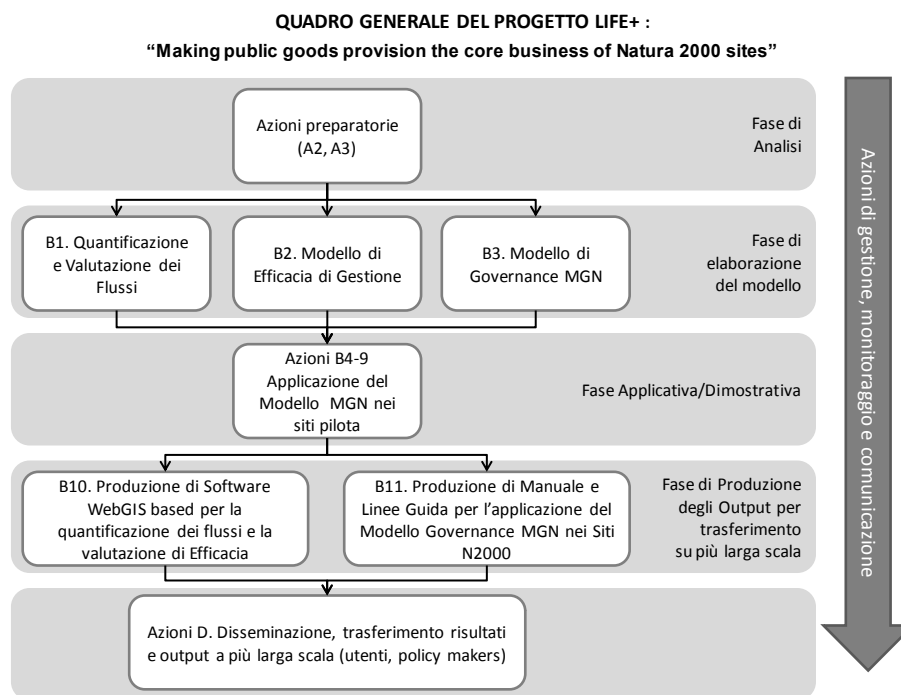 QUADRO GENERALE DEL PROGETTO LIFE+ :
“Making public goods provision the core business of Natura 2000 sites”
Azioni preparatorie
(A2, A3)
Fase di
Analisi
B1. Quantificazione
e Valutazione dei
Flussi
B2. Modello di
Efficacia di Gestione
B3. Modello di
Governance MGN
Fase di
elaborazione
del modello
Azioni B4-9
Applicazione del
Modello MGN nei
siti pilota
Fase Applicativa/Dimostrativa
B10. Produzione di Software
WebGIS based per la
quantificazione dei flussi e la
valutazione di Efficacia
B11. Produzione di Manuale e
Linee Guida per l’applicazione del
Modello Governance MGN nei Siti
N2000
Fase di Produzione
degli Output per
trasferimento
su più larga scala
Azioni D. Disseminazione, trasferimento risultati
e output a più larga scala (utenti, policy makers)
Azioni di gestione, monitoraggio e comunicazione